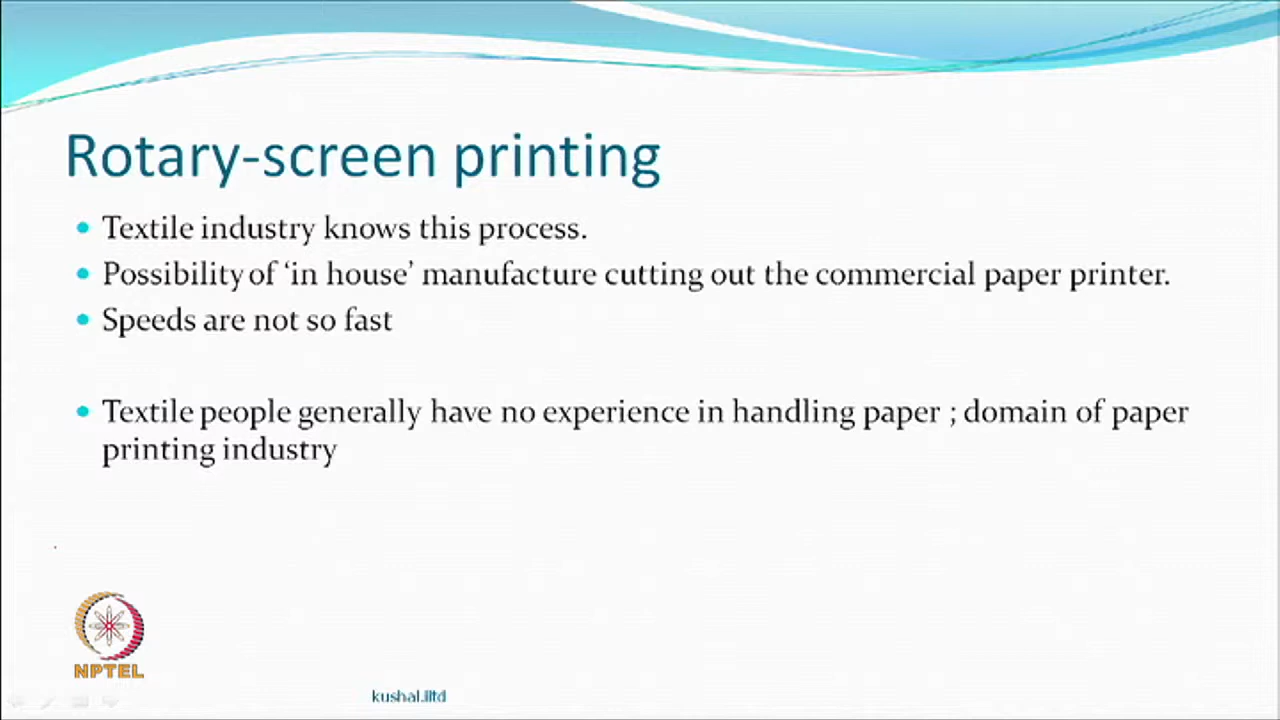 Rotary-screen printing
Textile industry knows this process.
Possibility of ‘in house’ manufacture cutting out the commercial paper printer.
Speeds are not so fast
Textile people generally have no experience in handling paper ; domain of paper
printing industry
NPTEL
kushal.iitd